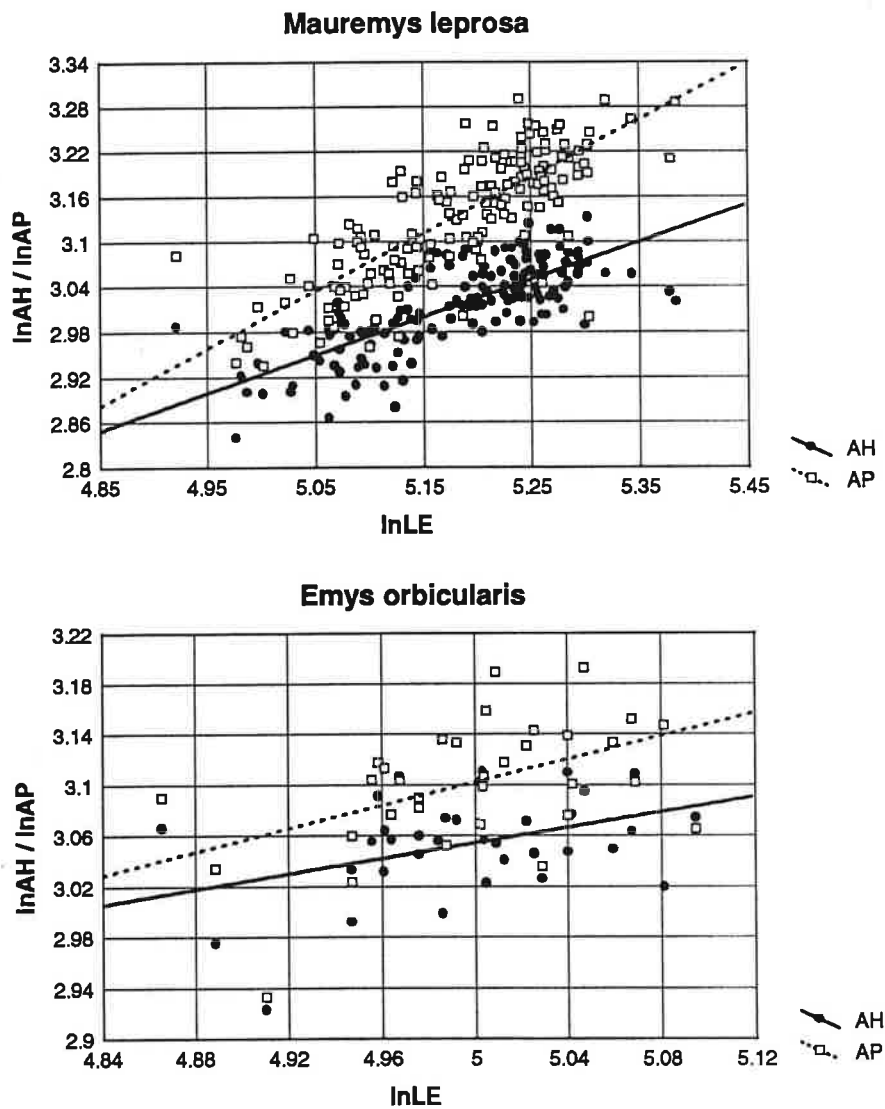 Mauremys leprosa
3.34
3.28
3.22
3.16
3.1
3.04
2.98
2.92
2.86
2.8
lnAH / lnAP
4.85 4.95 5.05 5.15 5.25 5.35 5.45
lnLE
AH
AP
Emys orbicularis
3.22
3.18
3.14
3.1
3.06
3.02
2.98
2.94
2.9
lnAH / lnAP
4.84 4.88 4.92 4.96 5 5.04 5.08 5.12
lnLE
AH
AP